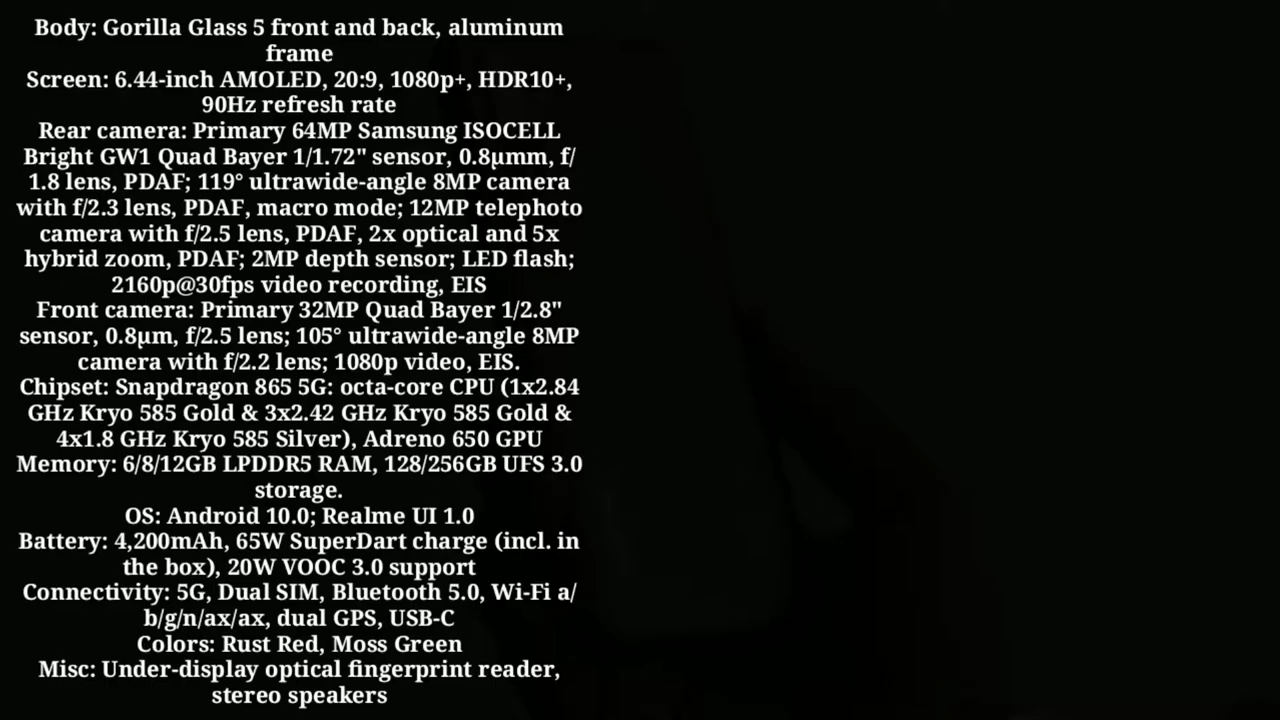 Body: Gorilla Glass 5 front and back, aluminum
frame
Screen: 6.44-inch AMOLED, 20:9, 1080p+, HDR10+,
90Hz refresh rate
Rear camera: Primary 64MP Samsung ISOCELL
Bright GW1 Quad Bayer 1/1.72" sensor, 0.8µmm, f/
1.8 lens, PDAF; 119° ultrawide-angle 8MP camera
with f/2.3 lens, PDAF, macro mode; 12MP telephoto
camera with f/2.5 lens, PDAF, 2x optical and 5x
hybrid zoom, PDAF; 2MP depth sensor; LED flash;
2160p@30fps video recording, EIS
Front camera: Primary 32MP Quad Bayer 1/2.8"
sensor, 0.8µm, f/2.5 lens; 105° ultrawide-angle 8MP
camera with f/2.2 lens; 1080p video, EIS.
Chipset: Snapdragon 865 5G: octa-core CPU (1x2.84
GHz Kryo 585 Gold & 3x2.42 GHz Kryo 585 Gold &
4x1.8 GHz Kryo 585 Silver), Adreno 650 GPU
Memory: 6/8/12GB LPDDR5 RAM, 128/256GB UFS 3.0
storage.
OS: Android 10.0; Realme UI 1.0
Battery: 4,200mAh, 65W SuperDart charge (incl. in
the box), 20W VOOC 3.0 support
Connectivity: 5G, Dual SIM, Bluetooth 5.0, Wi-Fi a/
b/g/n/ax/ax, dual GPS, USB-C
Colors: Rust Red, Moss Green
Misc: Under-display optical fingerprint reader,
stereo speakers